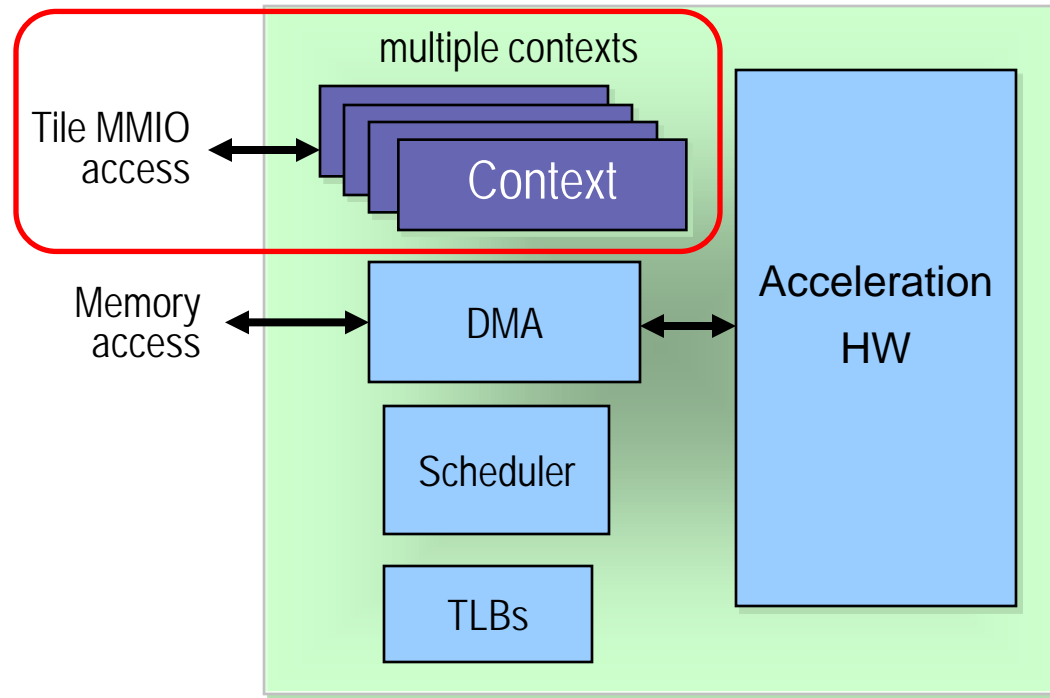 multiple contexts
Tile MMIO
access
Context
Memory
access
DMA
Acceleration
HW
Scheduler
TLBs